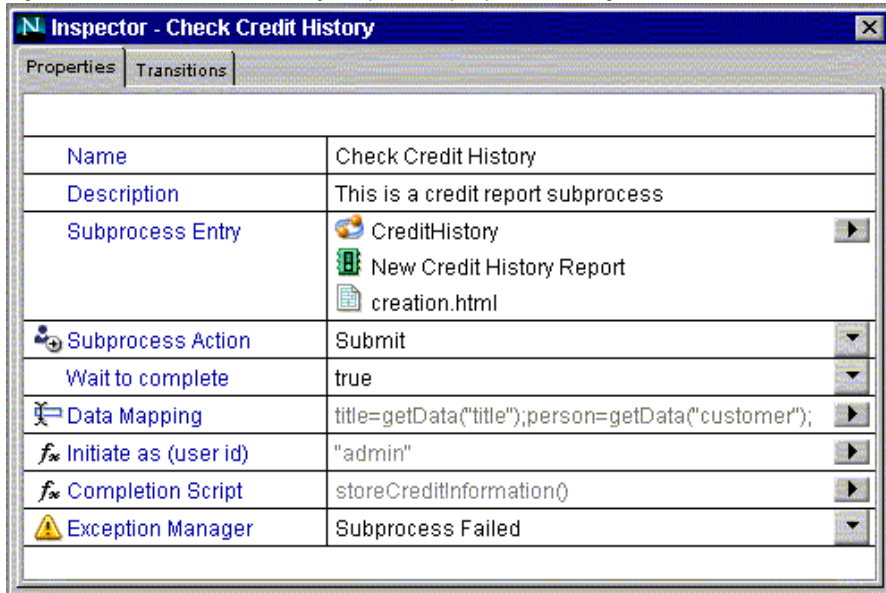 N Inspector - Check Credit History
Properties Transitions
Name Check Credit History
Description This is a credit report subprocess
Subprocess Entry CreditHistory
New Credit History Report
creation.html
Subprocess Action Submit
Wait to complete true
Data Mapping title=getData("title");person=getData("customer");
fx Initiate as (user id) "admin"
fx Completion Script storeCreditInformation()
Exception Manager Subprocess Failed